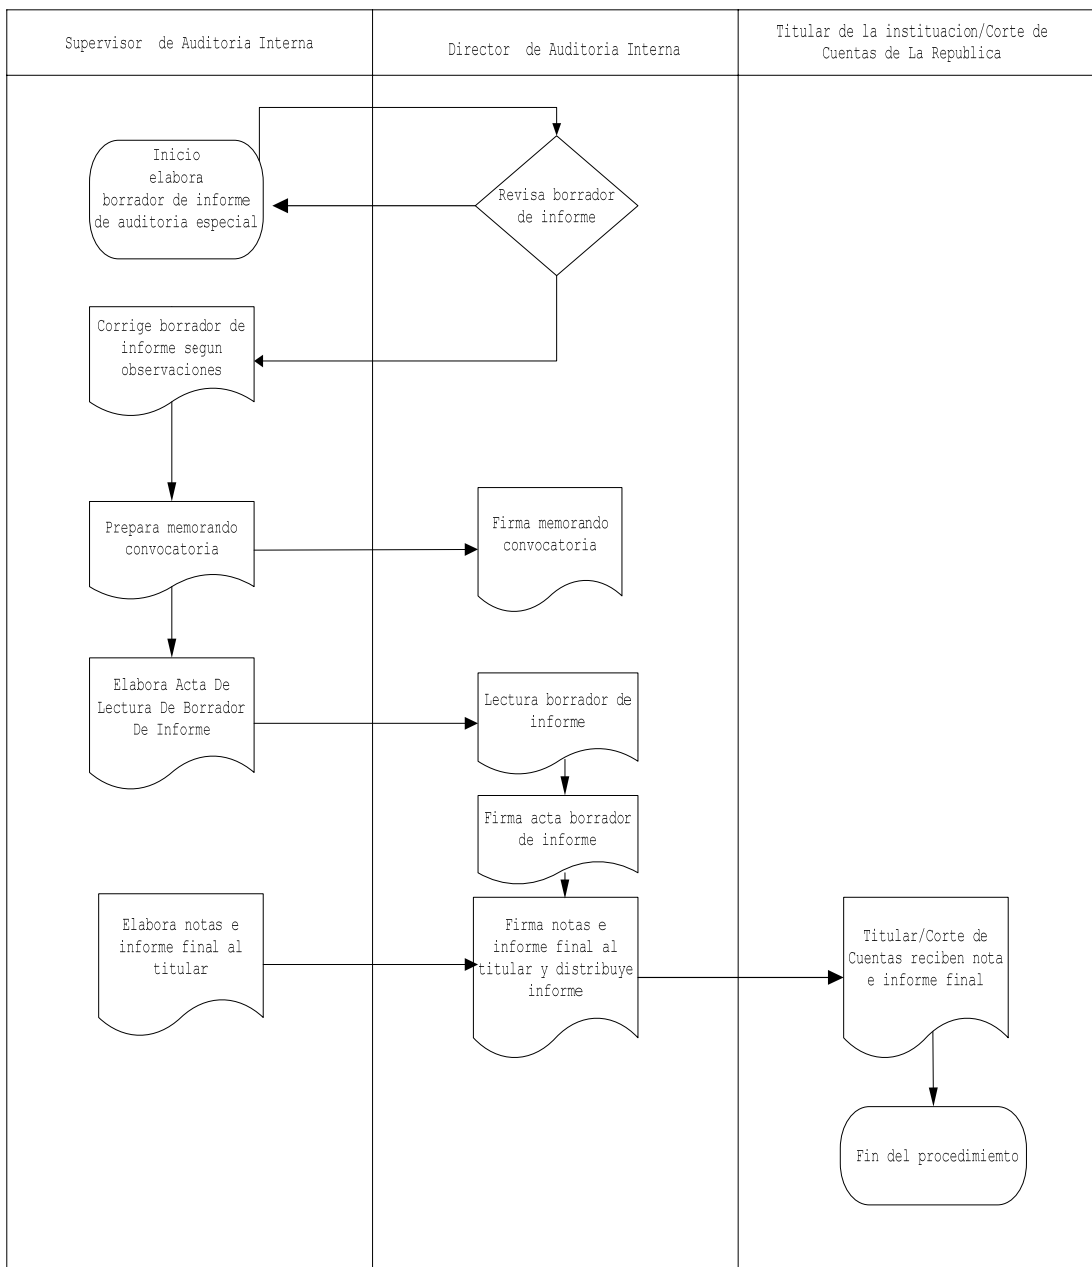 Supervisor de Auditoria Interna
Director de Auditoria Interna
Titular de la instituacion/Corte de
Cuentas de La Republica
Inicio
elabora
borrador de informe
de auditoria especial
Revisa borrador
de informe
Corrige borrador de
informe segun
observaciones
Prepara memorando
convocatoria
Firma memorando
convocatoria
Elabora Acta De
Lectura De Borrador
De Informe
Lectura borrador de
informe
Firma acta borrador
de informe
Elabora notas e
informe final al
titular
Firma notas e
informe final al
titular y distribuye
informe
Titular/Corte de
Cuentas reciben nota
e informe final
Fin del procedimiemto